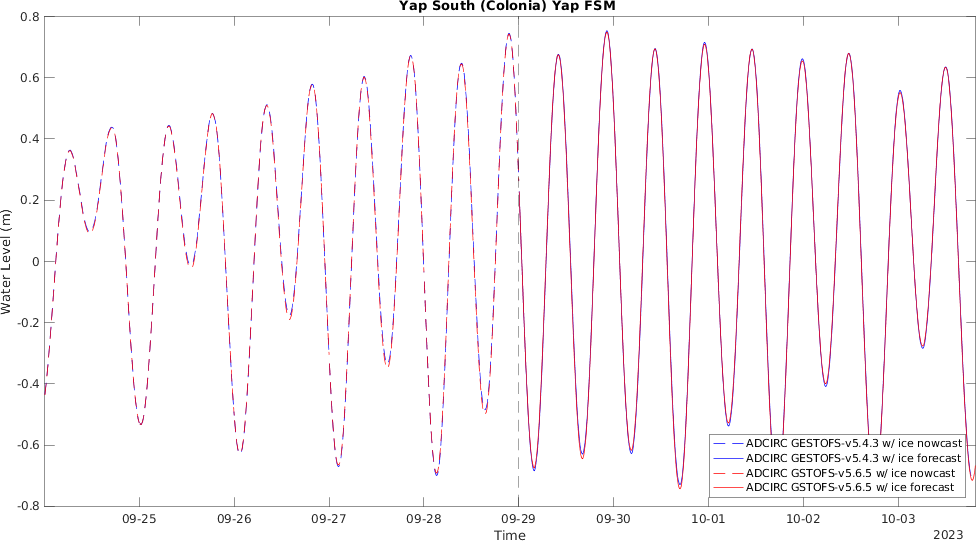 Yap South (Colonia) Yap FSM
0.8
0.6
0.4
0.2
0
-0.2
-0.4
-0.6
-0.8
Water Level (m)
ADCIRC GESTOFS-v5.4.3 w/ ice nowcast
ADCIRC GESTOFS-v5.4.3 w/ ice forecast
ADCIRC GSTOFS-v5.6.5 w/ ice nowcast
ADCIRC GSTOFS-v5.6.5 w/ ice forecast
09-25 09-26 09-27 09-28 09-29 09-30 10-01 10-02 10-03
Time
2023